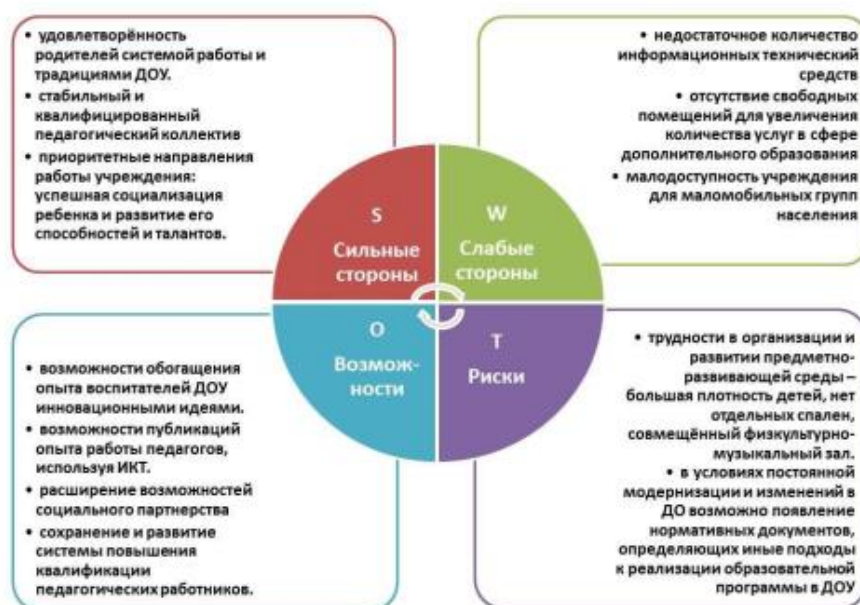 • удовлетворённость
родителей системой работы и
традициями ДОУ.
• стабильный и
квалифицированный
педагогический коллектив
• приоритетные направления
работы учреждения:
успешная социализация
ребенка и развитие его
способностей и талантов.
• недостаточное количество
информационных технический
средств
• отсутствие свободных
помещений для увеличения
количества услуг в сфере
дополнительного образования
• малодоступность учреждения
для маломобильных групп
населения
S
Сильные
стороны
W
Слабые
стороны
O
Возмож-
ности
T
Риски
• возможности обогащения
опыта воспитателей ДОУ
инновационными идеями.
• возможности публикаций
опыта работы педагогов,
используя ИКТ.
• расширение возможностей
социального партнерства
• сохранение и развитие
системы повышения
квалификации
педагогических работников.
• трудности в организации и
развитии предметно-
развивающей среды –
большая плотность детей, нет
отдельных спален,
совмещённый физкультурно-
музыкальный зал.
• в условиях постоянной
модернизации и изменений в
ДО возможно появление
нормативных документов,
определяющих иные подходы
к реализации образовательной
программы в ДОУ